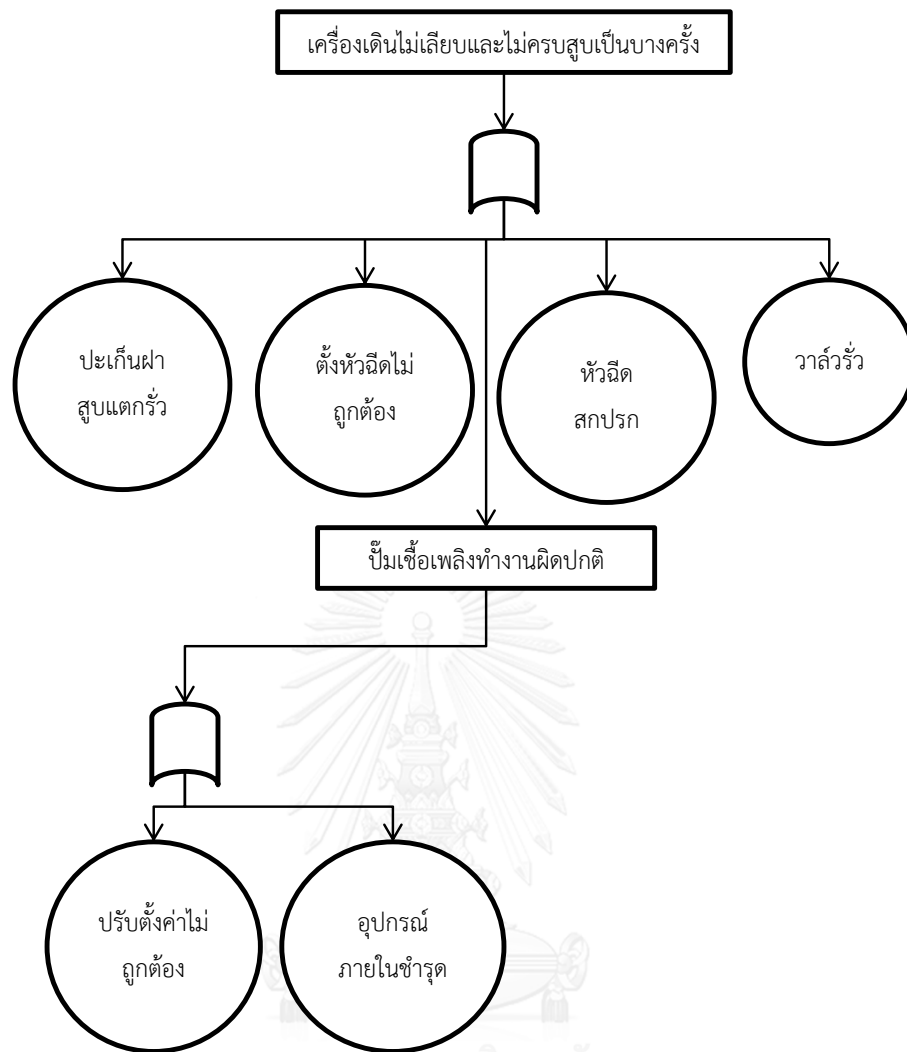 เครื่องเดินไม่เลียบและไม่ครบสูบเป็นบางครั้ง
ปะเก็นฝา
สูบแตกรั่ว
ตั้งหัวฉีดไม่
ถูกต้อง
หัวฉีด
สกปรก
วาล์วรั่ว
ปั๊มเชื้อเพลิงทำงานผิดปกติ
ปรับตั้งค่าไม่
ถูกต้อง
อุปกรณ์
ภายในชำรุด